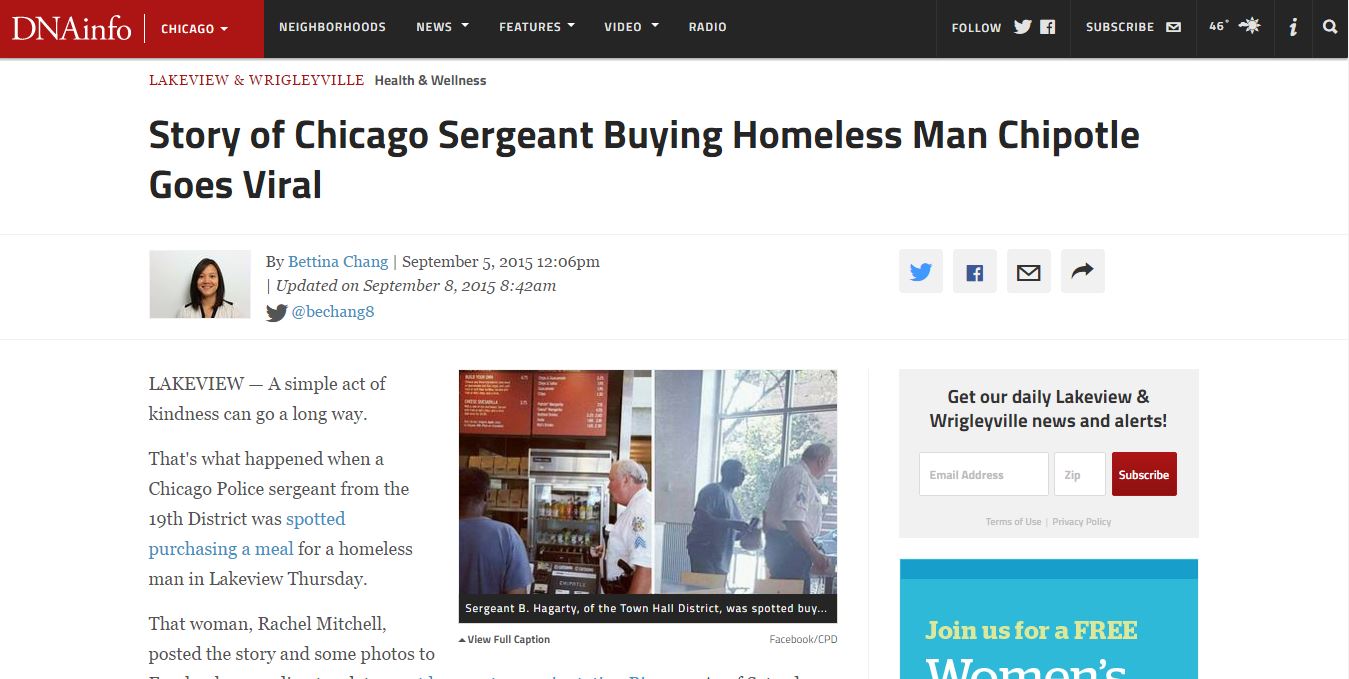 DNAinfo
CHICAGO
NEIGHBORHOODS
NEWS
FEATURES
VIDEO
RADIO
FOLLOW
SUBSCRIBE
46°
i
LAKEVIEW & WRIGLEYVILLE Health & Wellness
Story of Chicago Sergeant Buying Homeless Man Chipotle
Goes Viral
By Bettina Chang | September 5, 2015 12:06pm
| Updated on September 8, 2015 8:42am
@bechang8
LAKEVIEW — A simple act of
kindness can go a long way.
That's what happened when a
Chicago Police sergeant from the
19th District was spotted
purchasing a meal for a homeless
man in Lakeview Thursday.
That woman, Rachel Mitchell,
posted the story and some photos to
BUILD YOUR OWN
CHEESE QUESADILLA
CHIPOTLE
Sergeant B. Hagarty, of the Town Hall District, was spotted buy...
View Full Caption
Facebook/CPD
Get our daily Lakeview &
Wrigleyville news and alerts!
Email Address
Zip
Subscribe
Terms of Use | Privacy Policy
Join us for a FREE
Women's